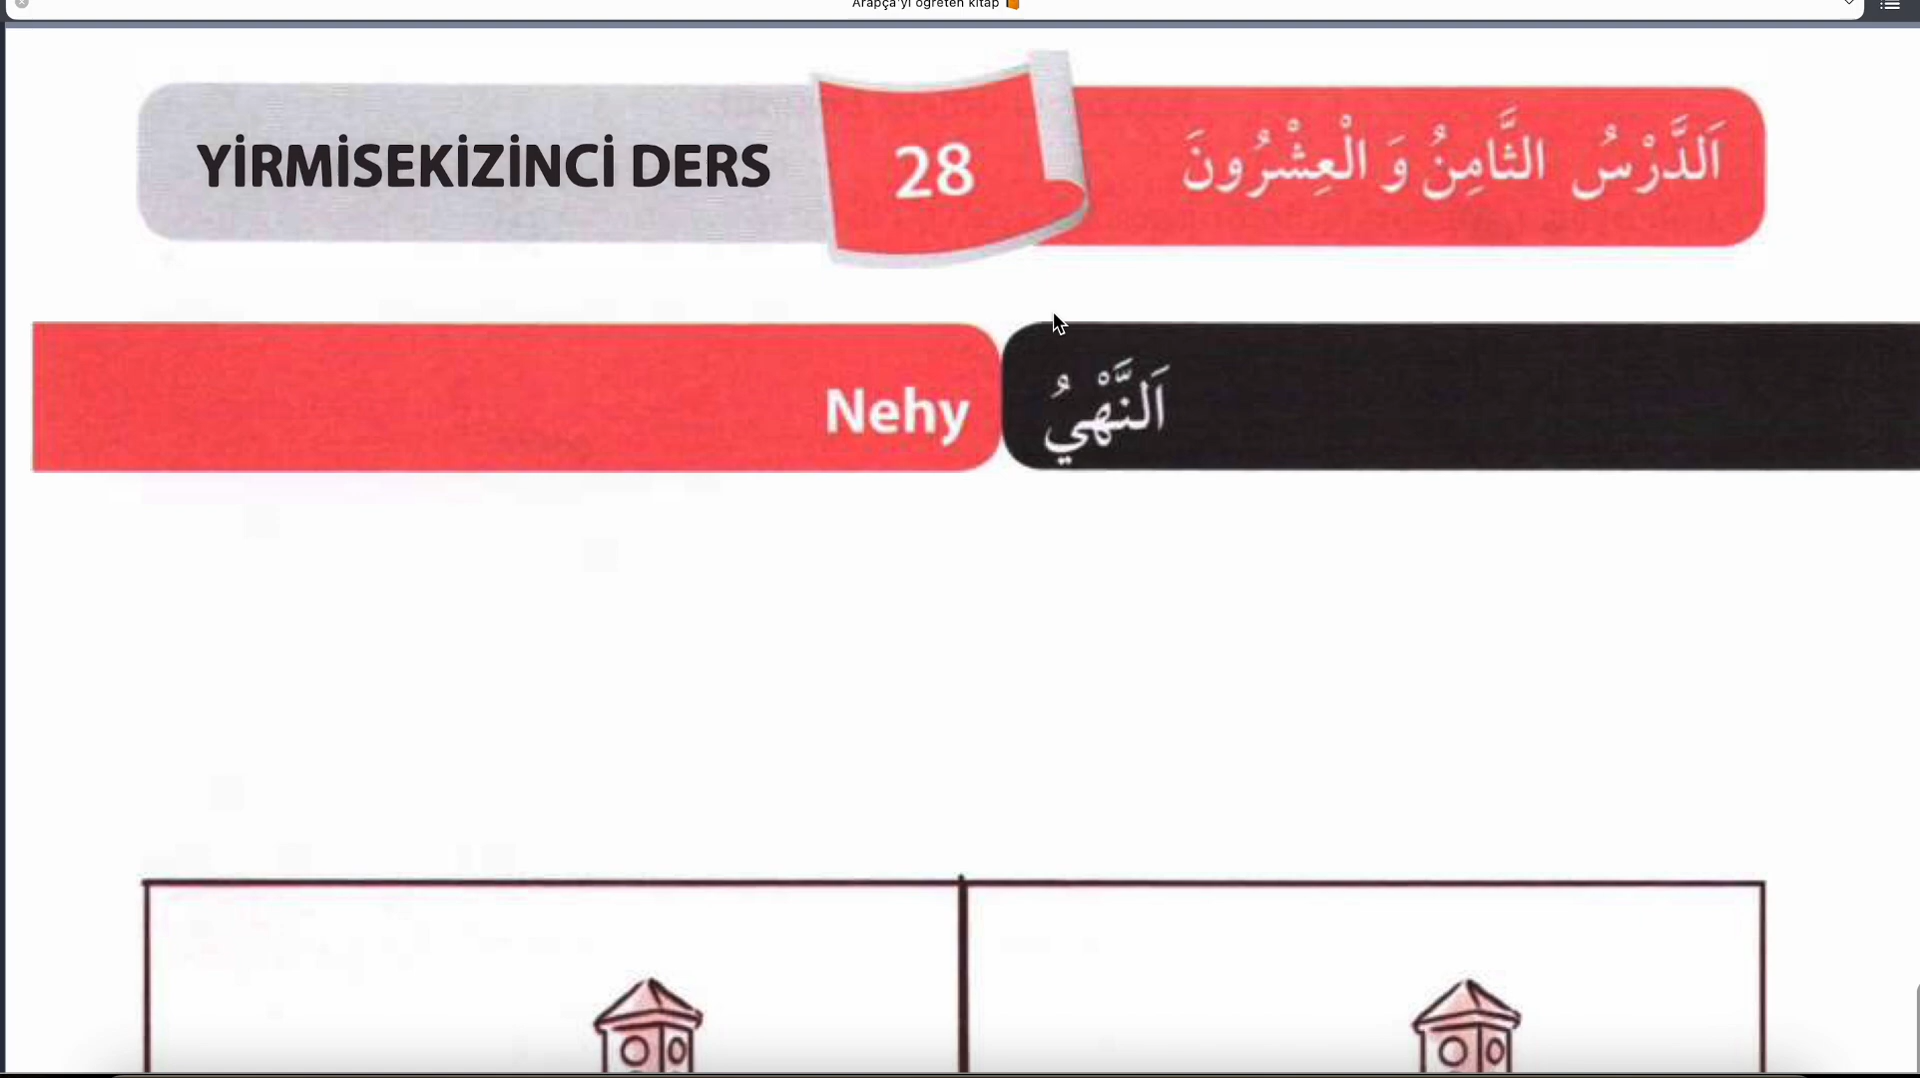 Arapça'yı öğreten kitap
YİRMİSEKİZİNCİ DERS
28
اَلدَّرْسُ الثَّامِنُ وَ الْعِشْرُونَ
Nehy
اَلنَّهْيُ